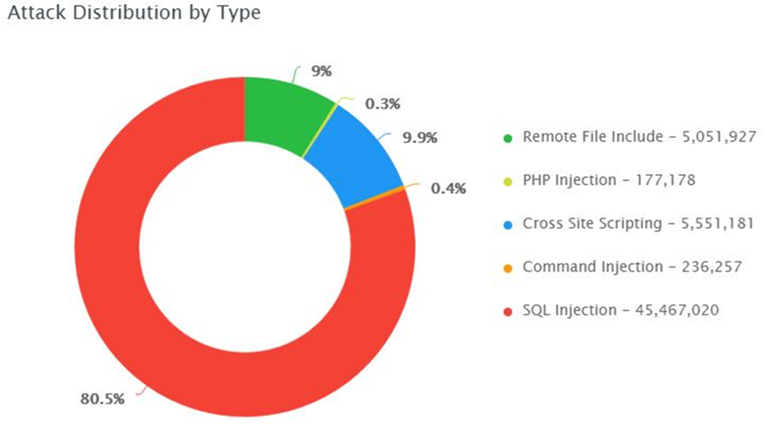 Attack Distribution by Type
9%
0.3%
9.9%
0.4%
80.5%
Remote File Include – 5,051,927
PHP Injection – 177,178
Cross Site Scripting – 5,551,181
Command Injection – 236,257
SQL Injection – 45,467,020